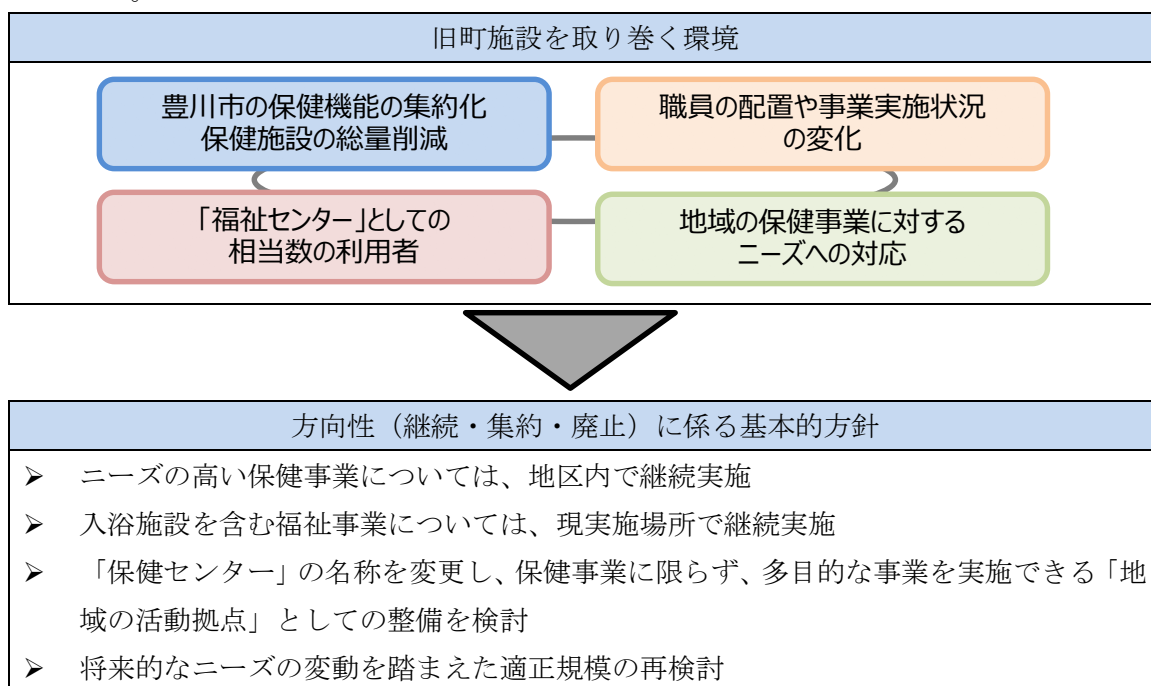 。
旧町施設を取り巻く環境
豊川市の保健機能の集約化
保健施設の総量削減
職員の配置や事業実施状況
の変化
「福祉センター」としての
相当数の利用者
地域の保健事業に対する
ニーズへの対応
方向性（継続・集約・廃止）に係る基本的方針
➢ ニーズの高い保健事業については、地区内で継続実施
➢ 入浴施設を含む福祉事業については、現実施場所で継続実施
➢ 「保健センター」の名称を変更し、保健事業に限らず、多目的な事業を実施できる「地
域の活動拠点」としての整備を検討
➢ 将来的なニーズの変動を踏まえた適正規模の再検討